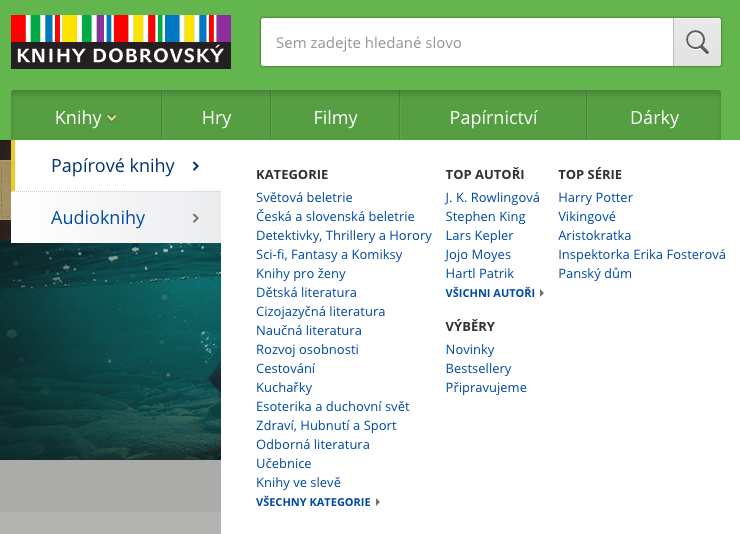 KNIHY DOBROVSKÝ
Sem zadejte hledané slovo
Knihy
Hry
Filmy
Papírnictví
Dárky
Papírové knihy
Audioknihy
KATEGORIE
Světová beletrie
Česká a slovenská beletrie
Detektivky, Thrillery a Horory
Sci-fi, Fantasy a Komiksy
Knihy pro ženy
Dětská literatura
Cizojazyčná literatura
Naučná literatura
Rozvoj osobnosti
Cestování
Kuchařky
Esoterika a duchovní svět
Zdraví, Hubnutí a Sport
Odborná literatura
Učebnice
Knihy ve slevě
VŠECHNY KATEGORIE
TOP AUTOŘI
J. K. Rowlingová
Stephen King
Lars Kepler
Jojo Moyes
Hartl Patrik
VŠICHNI AUTOŘI
VÝBĚRY
Novinky
Bestsellery
Připravujeme
TOP SÉRIE
Harry Potter
Vikingové
Aristokratka
Inspektorka Erika Fosterová
Panský dům